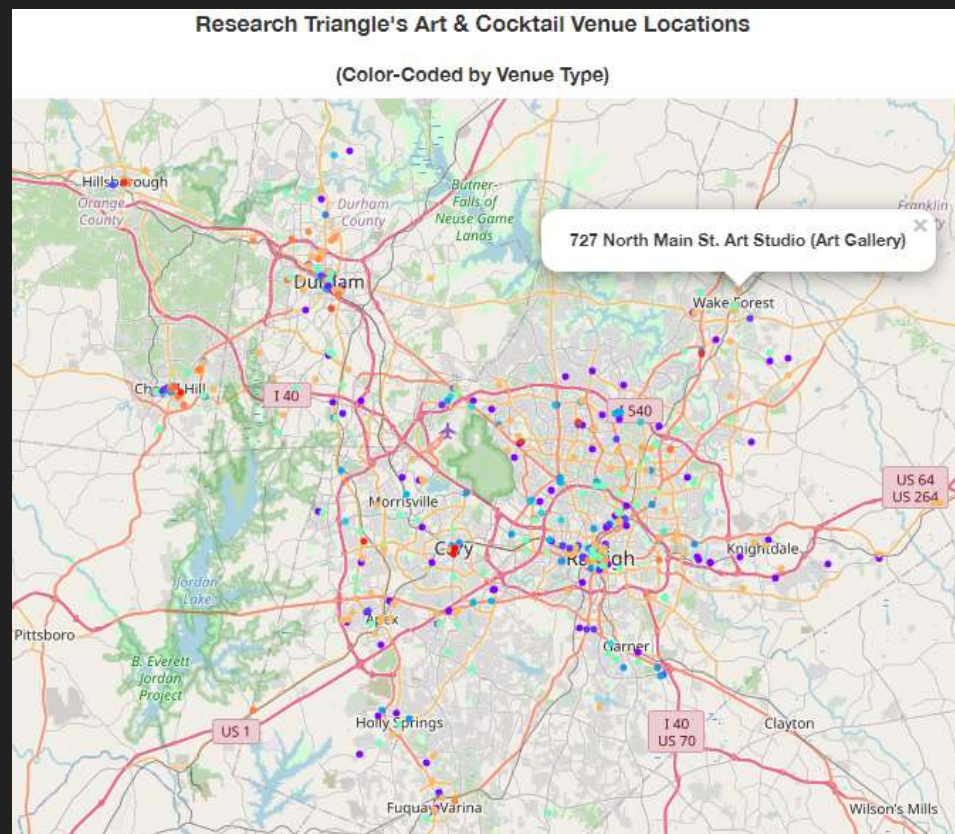 Research Triangle's Art & Cocktail Venue Locations
(Color-Coded by Venue Type)
Hillsborough
Orange
County
Durham
County
Butner-
Falls of
Neuse Game
Lands
Franklin
727 North Main St. Art Studio (Art Gallery)
×
Durham
Wake Forest
Chapel Hill
I 40
I 540
US 64
US 264
Morrisville
Cary
Raleigh
Knightdale
Jordan
Lake
Apex
Pittsboro
Garner
B. Everett
Jordan
Project
US 1
Holly Springs
I 40
US 70
Clayton
Fuquay-Varina
Wilson's Mills